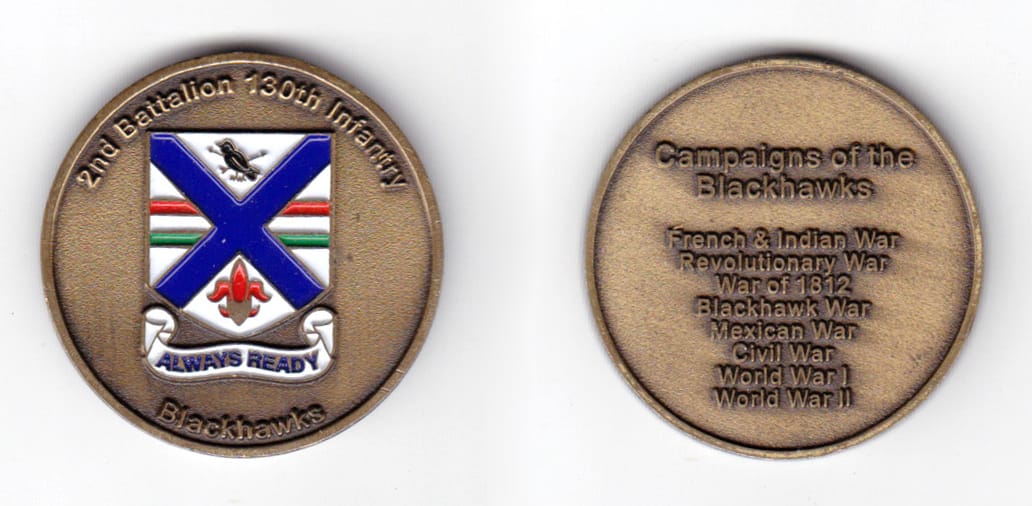 2nd Battalion 130th Infantry
ALWAYS READY
Blackhawks
Campaigns of the
Blackhawks
French & Indian War
Revolutionary War
War of 1812
Blackhawk War
Mexican War
Civil War
World War I
World War II